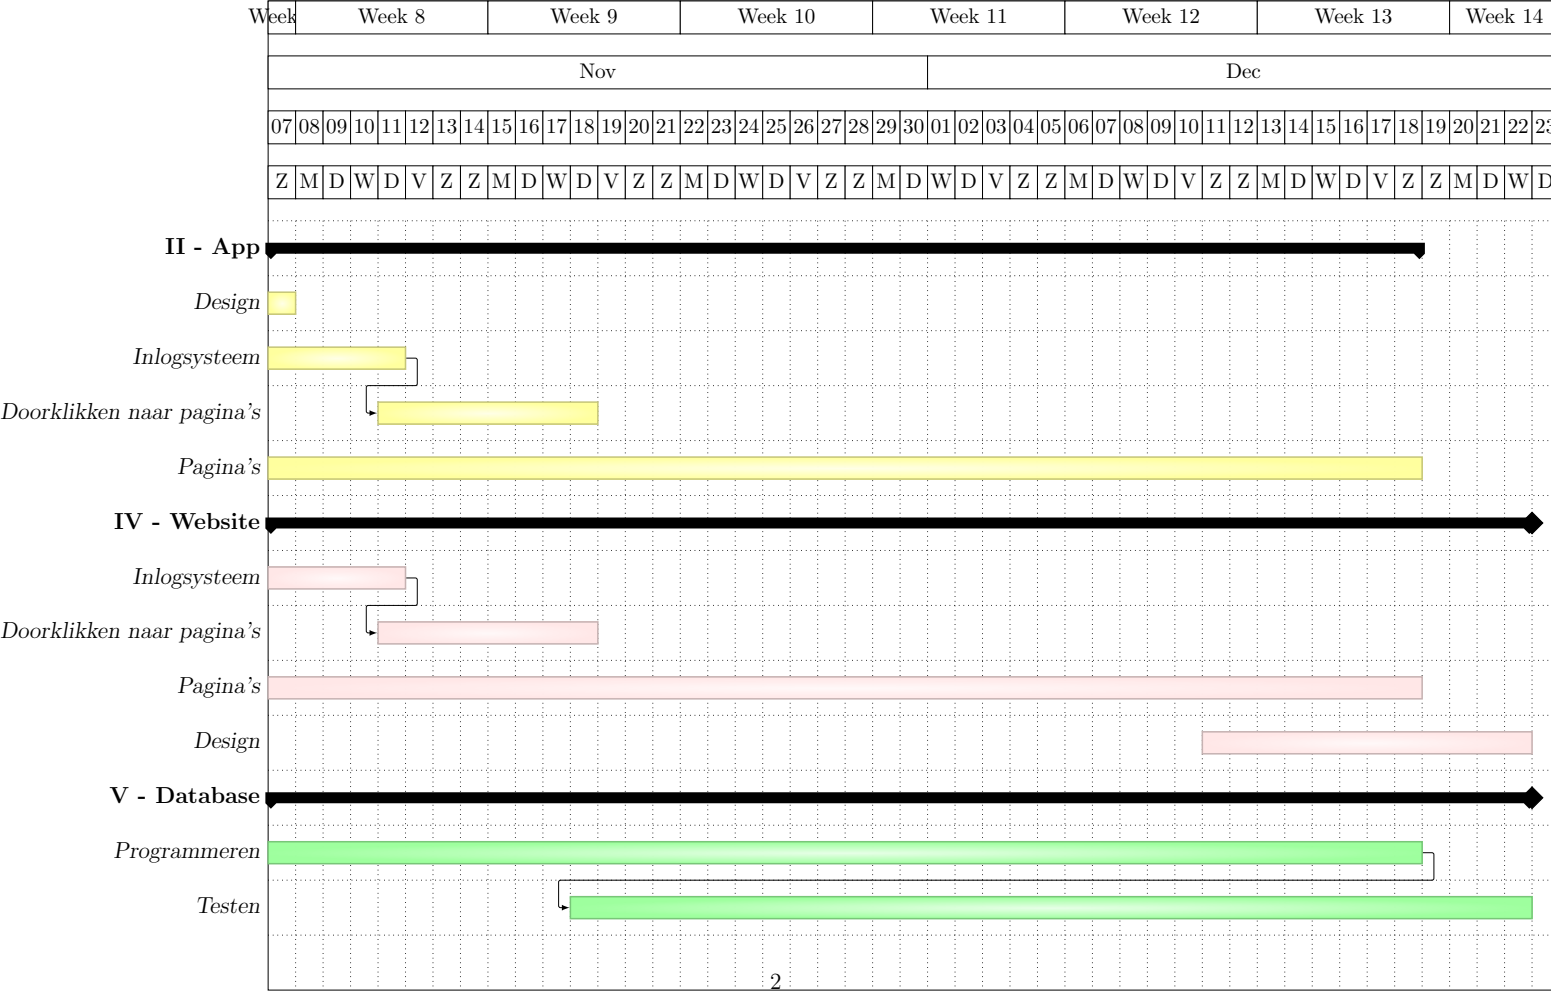 Week
Week 8 Week 9 Week 10 Week 11 Week 12 Week 13 Week 14
Nov Dec
07 08 09 10 11 12 13 14 15 16 17 18 19 20 21 22 23 24 25 26 27 28 29 30 01 02 03 04 05 06 07 08 09 10 11 12 13 14 15 16 17 18 19 20 21 22 23
Z M D W D V Z Z M D W D V Z Z M D W D V Z Z M D W D V Z Z M D W D V Z Z M D W D V Z Z M D W D
II - App
Design
Inlogsysteem
Doorklikken naar pagina's
Pagina's
IV - Website
Inlogsysteem
Doorklikken naar pagina's
Pagina's
Design
V - Database
Programmeren
Testen
2